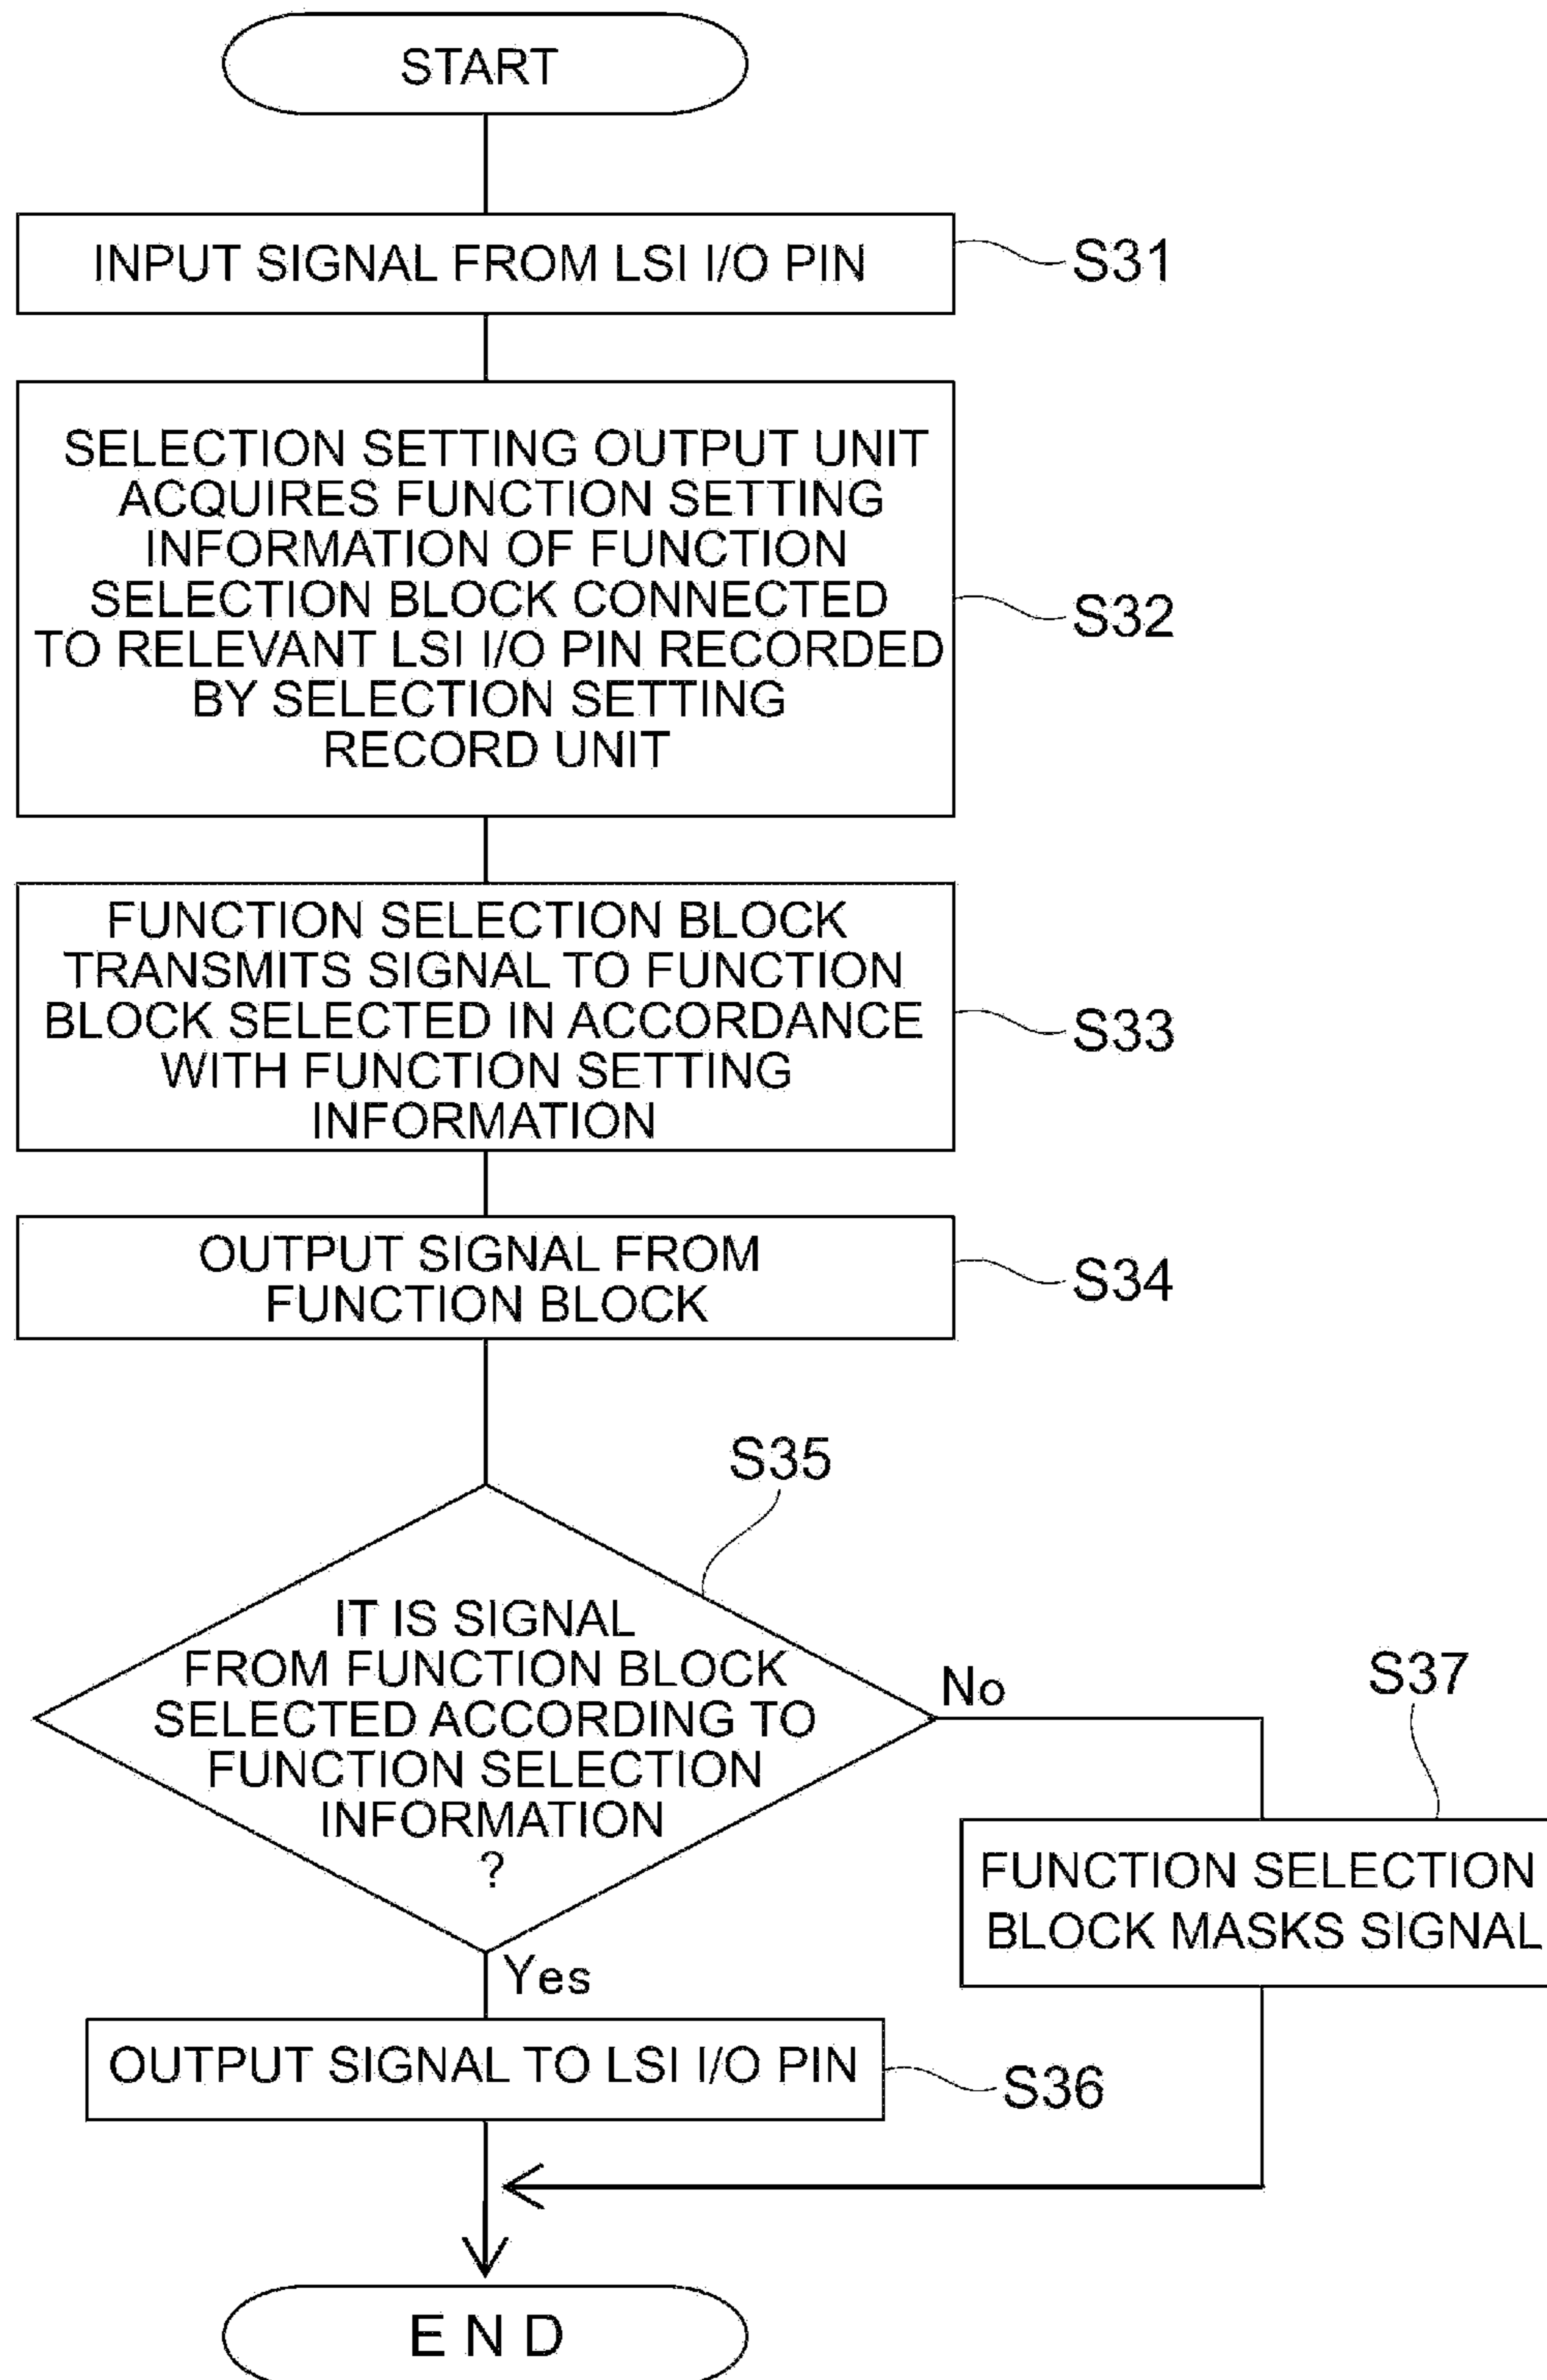 START
INPUT SIGNAL FROM LSI I/O PIN
S31
SELECTION SETTING OUTPUT UNIT
ACQUIRES FUNCTION SETTING
INFORMATION OF FUNCTION
SELECTION BLOCK CONNECTED
TO RELEVANT LSI I/O PIN RECORDED
BY SELECTION SETTING
RECORD UNIT
S32
FUNCTION SELECTION BLOCK
TRANSMITS SIGNAL TO FUNCTION
BLOCK SELECTED IN ACCORDANCE
WITH FUNCTION SETTING
INFORMATION
S33
OUTPUT SIGNAL FROM
FUNCTION BLOCK
S34
S35
IT IS SIGNAL
FROM FUNCTION BLOCK
SELECTED ACCORDING TO
FUNCTION SELECTION
INFORMATION
?
No
S37
FUNCTION SELECTION
BLOCK MASKS SIGNAL
Yes
OUTPUT SIGNAL TO LSI I/O PIN
S36
E N D